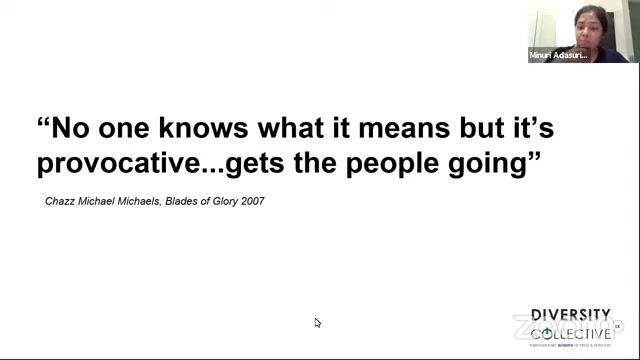 Minuri Adasuri...
“No one knows what it means but it’s
provocative...gets the people going”
Chazz Michael Michaels, Blades of Glory 2007
DIVERSITY
COLLECTIVE
zoom